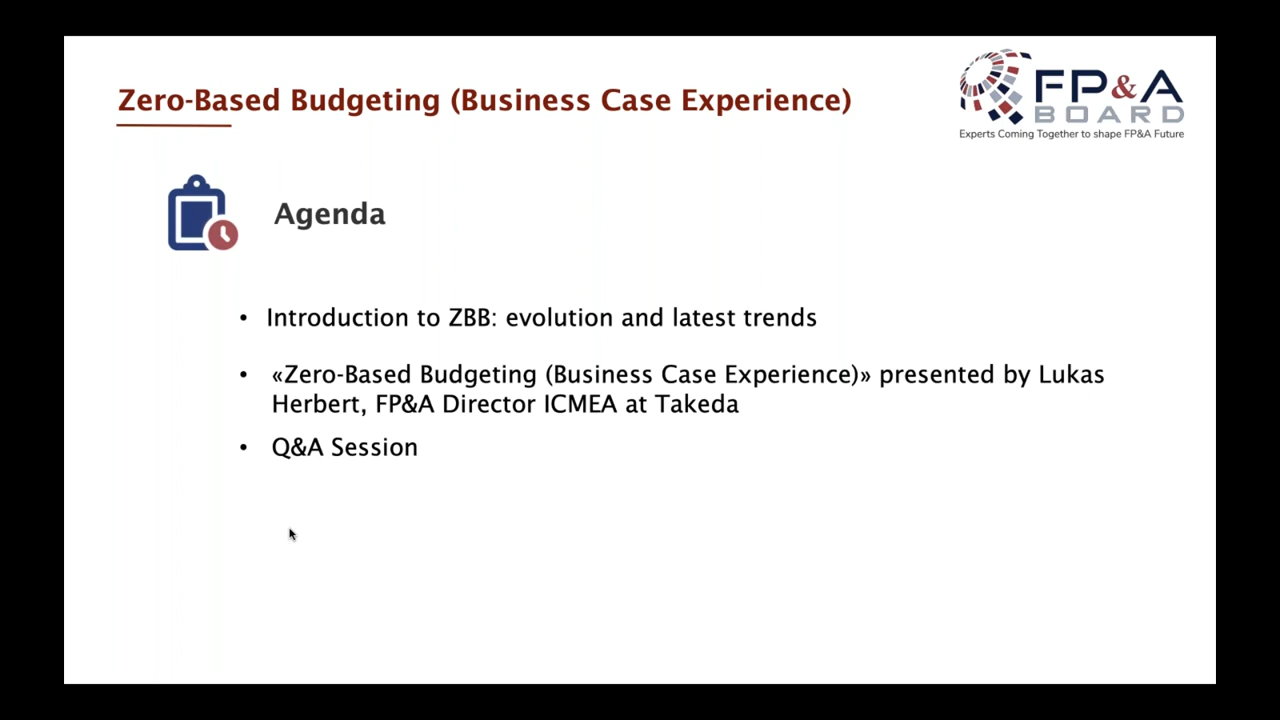 Zero-Based Budgeting (Business Case Experience)
FP&A
BOARD
Experts Coming Together to shape FP&A Future
Agenda
• Introduction to ZBB: evolution and latest trends
• «Zero-Based Budgeting (Business Case Experience)» presented by Lukas
Herbert, FP&A Director ICMEA at Takeda
• Q&A Session